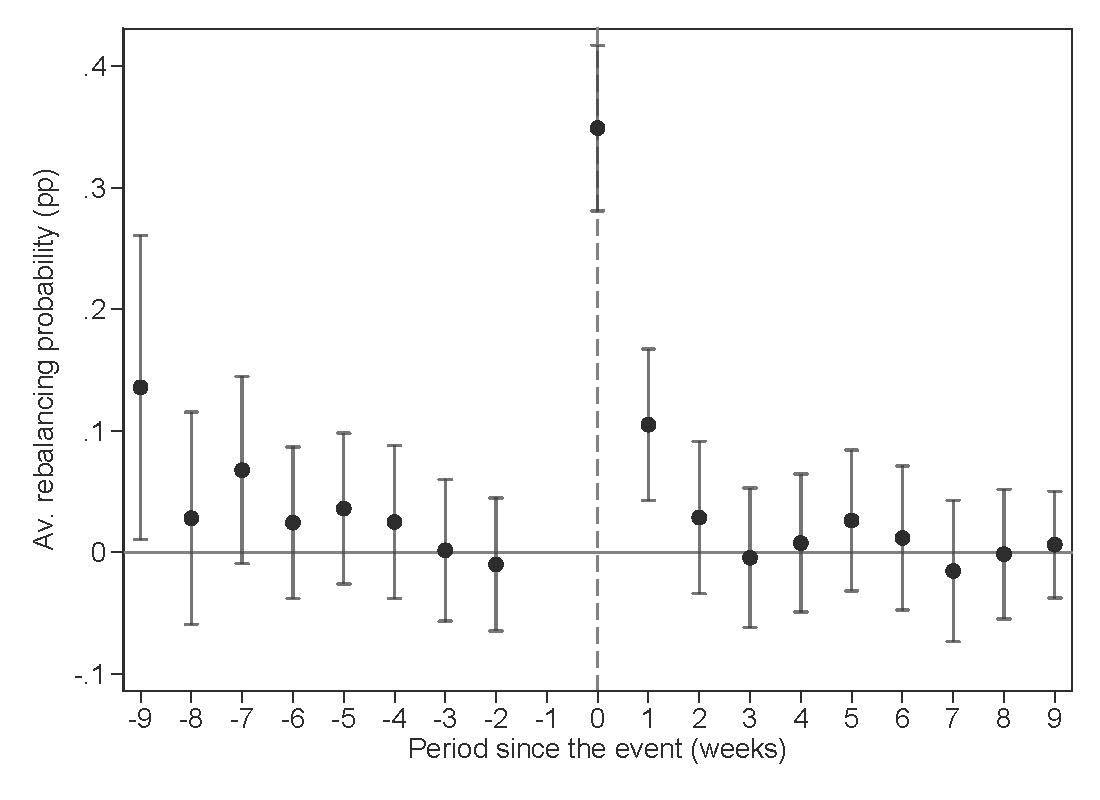 Av. rebalancing probability (pp)
.4
.3
.2
.1
0
-.1
-9 -8 -7 -6 -5 -4 -3 -2 -1 0 1 2 3 4 5 6 7 8 9
Period since the event (weeks)